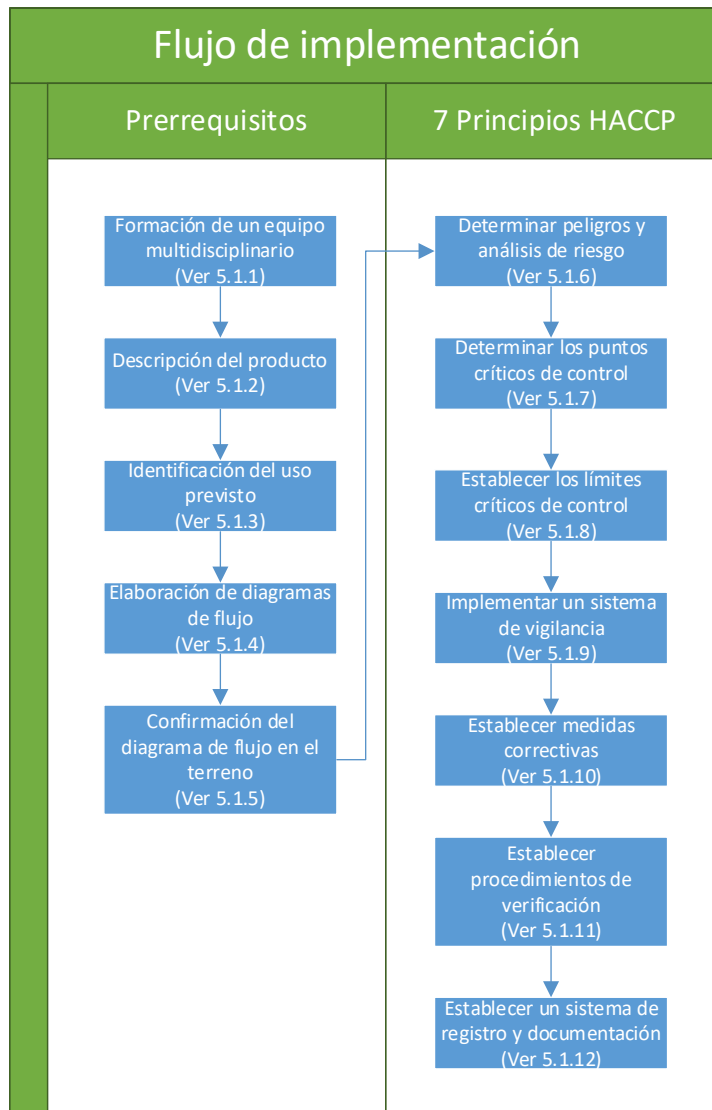 Flujo de implementación
Prerrequisitos
7 Principios HACCP
Formación de un equipo
multidisciplinario
(Ver 5.1.1)
Descripción del producto
(Ver 5.1.2)
Identificación del uso
previsto
(Ver 5.1.3)
Elaboración de diagramas
de flujo
(Ver 5.1.4)
Confirmación del
diagrama de flujo en el
terreno
(Ver 5.1.5)
Determinar peligros y
análisis de riesgo
(Ver 5.1.6)
Determinar los puntos
críticos de control
(Ver 5.1.7)
Establecer los límites
críticos de control
(Ver 5.1.8)
Implementar un sistema
de vigilancia
(Ver 5.1.9)
Establecer medidas
correctivas
(Ver 5.1.10)
Establecer
procedimientos de
verificación
(Ver 5.1.11)
Establecer un sistema de
registro y documentación
(Ver 5.1.12)